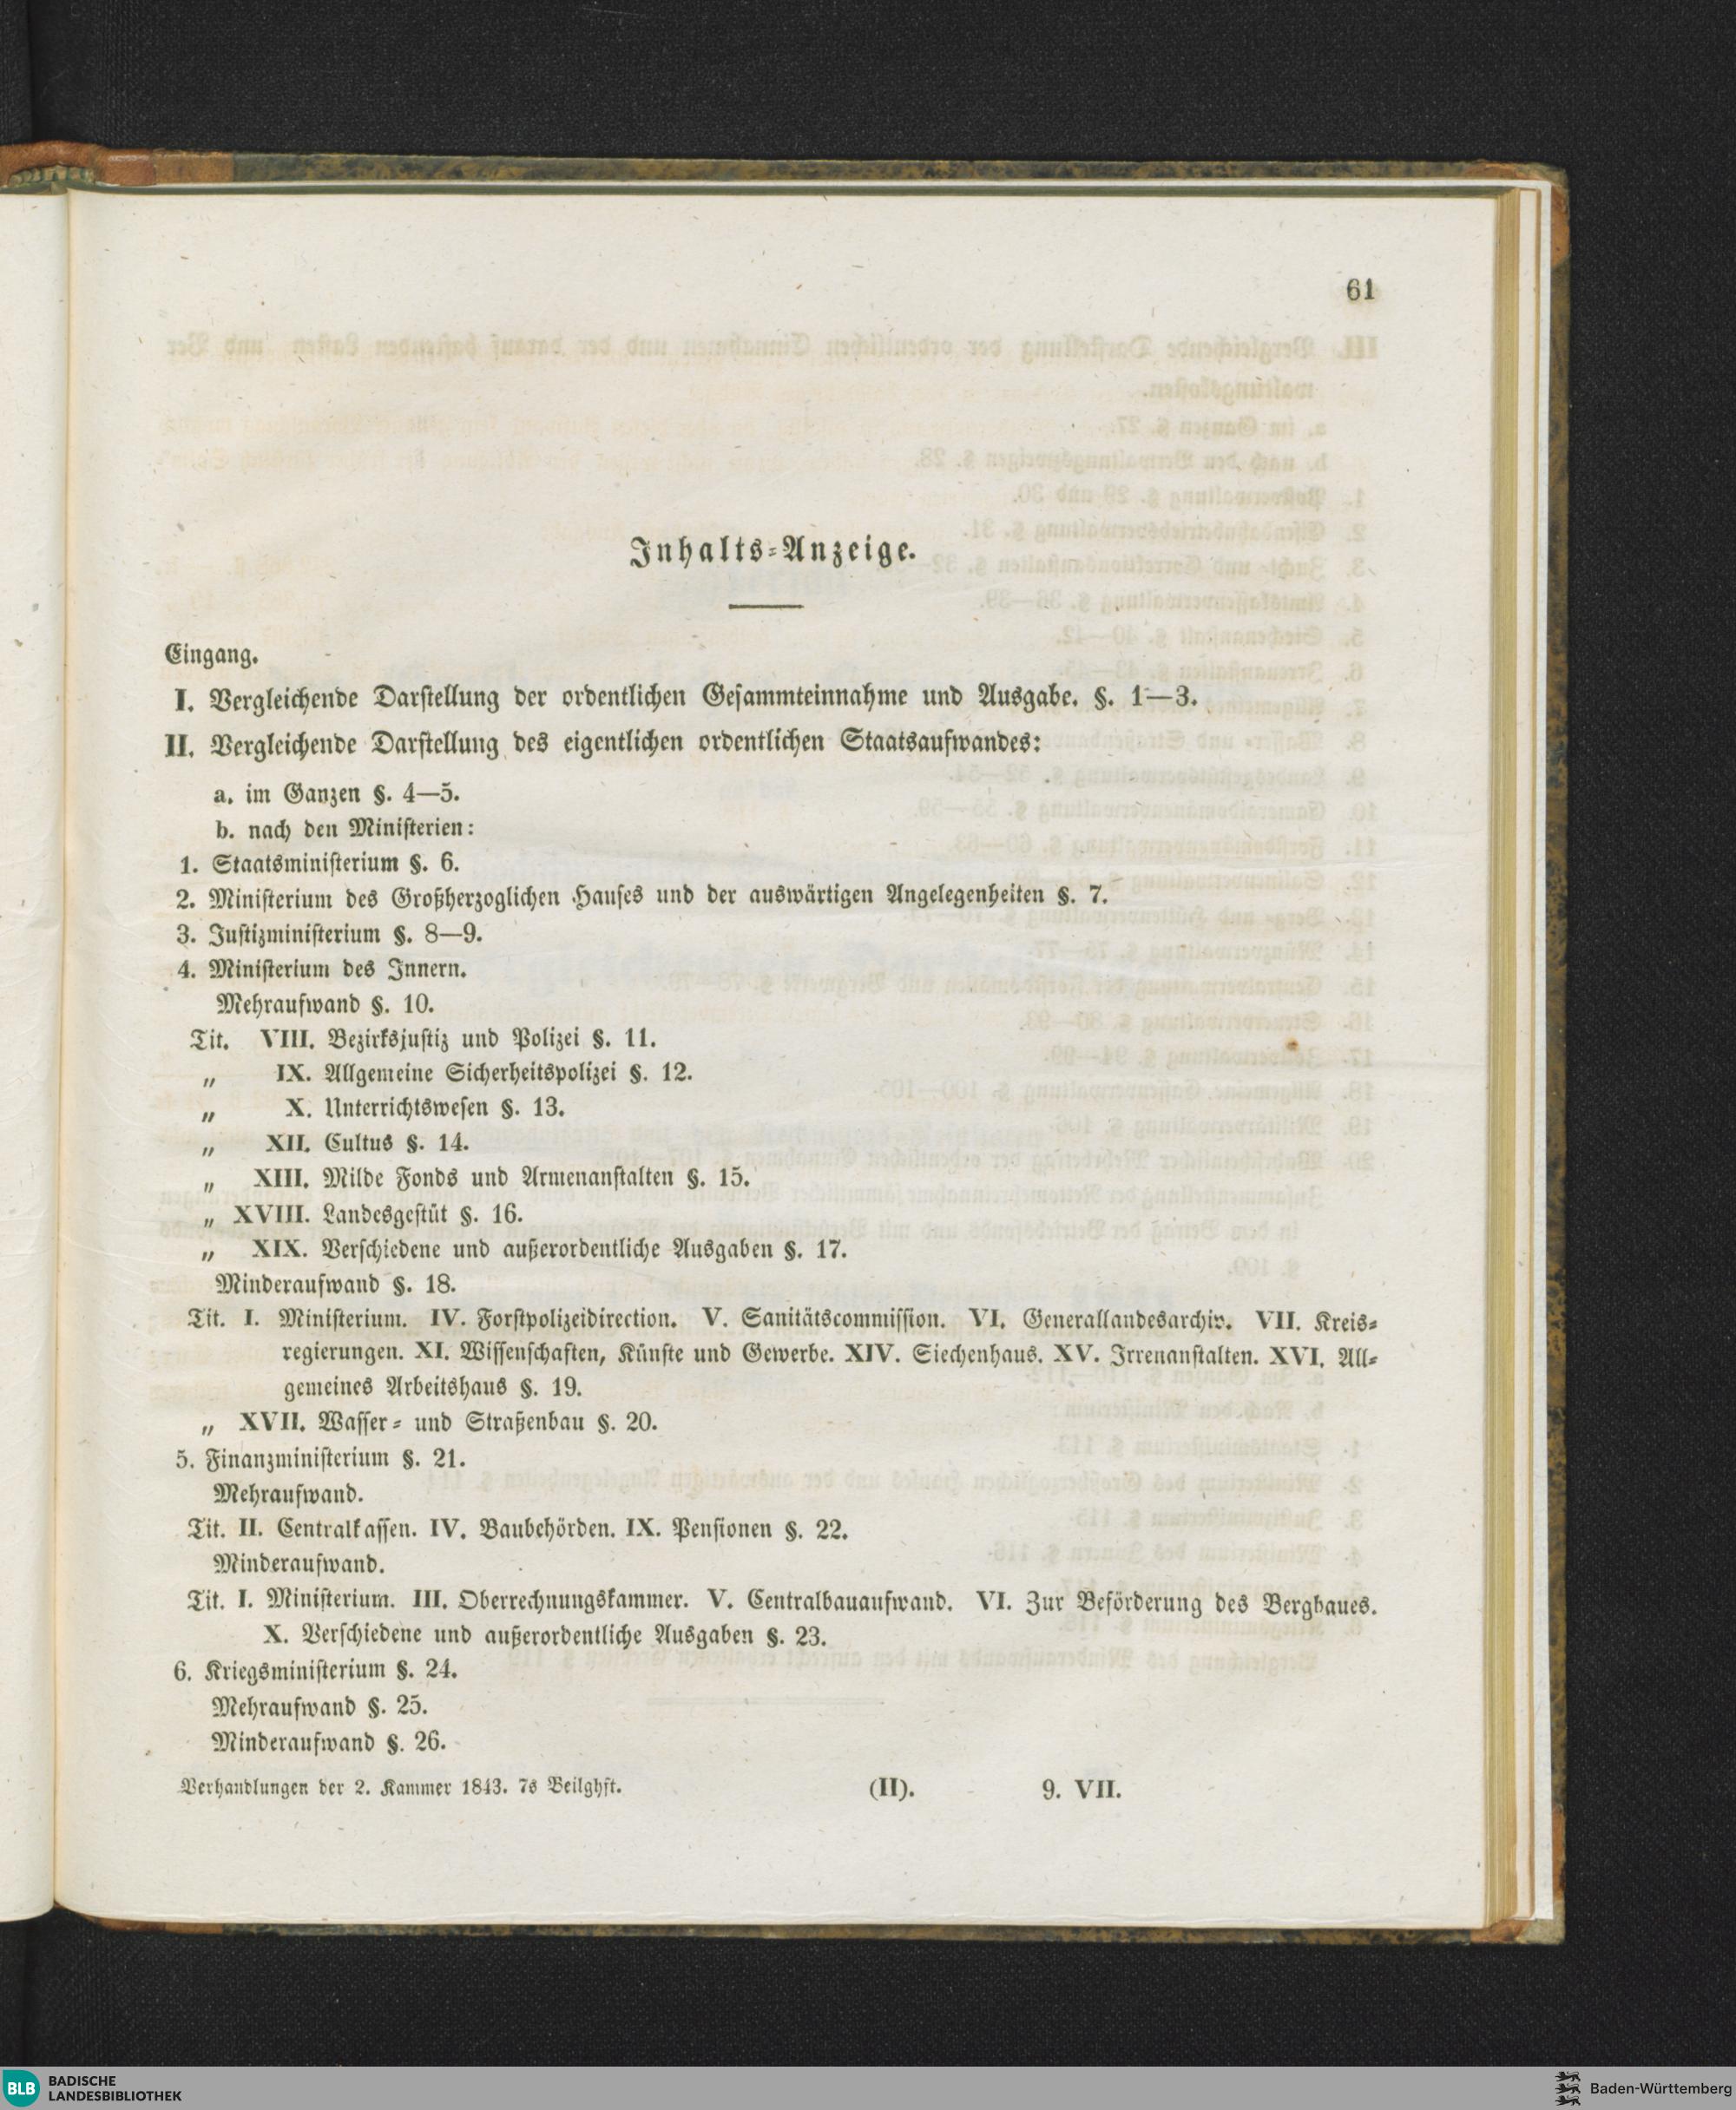 61
Inhalts-Anzeige.
Eingang.
I. Vergleichende Darstellung der ordentlichen Gesammteinnahme und Ausgabe. §. 1—3.
II. Vergleichende Darstellung des eigentlichen ordentlichen Staatsaufwandes:
a. im Ganzen §. 4—5.
b. nach den Ministerien:
1. Staatsministerium §. 6.
2. Ministerium des Großherzoglichen Hauses und der auswärtigen Angelegenheiten §. 7.
3. Justizministerium §. 8—9.
4. Ministerium des Innern.
Mehraufwand §. 10.
Tit. VIII. Bezirksjustiz und Polizei §. 11.
„ IX. Allgemeine Sicherheitspolizei §. 12.
„ X. Unterrichtswesen §. 13.
„ XII. Cultus §. 14.
„ XIII. Milde Fonds und Armenanstalten §. 15.
„ XVIII. Landesgestüt §. 16.
„ XIX. Verschiedene und außerordentliche Ausgaben §. 17.
Minderaufwand §. 18.
Tit. I. Ministerium. IV. Forstpolizeidirection. V. Sanitätscommission. VI. Generallandesarchiv. VII. Kreis-
regierungen. XI. Wissenschaften, Künste und Gewerbe. XIV. Siechenhaus. XV. Irrenanstalten. XVI. All-
gemeines Arbeitshaus §. 19.
„ XVII. Wasser- und Straßenbau §. 20.
5. Finanzministerium §. 21.
Mehraufwand.
Tit. II. Centralkassen. IV. Baubehörden. IX. Pensionen §. 22.
Minderaufwand.
Tit. I. Ministerium. III. Oberrechnungskammer. V. Centralbauaufwand. VI. Zur Beförderung des Bergbaues.
X. Verschiedene und außerordentliche Ausgaben §. 23.
6. Kriegsministerium §. 24.
Mehraufwand §. 25.
Minderaufwand §. 26.
Verhandlungen der 2. Kammer 1843. 7s Beilghft. (II). 9. VII.
BLB BADISCHE
LANDESBIBLIOTHEK
Baden-Württemberg